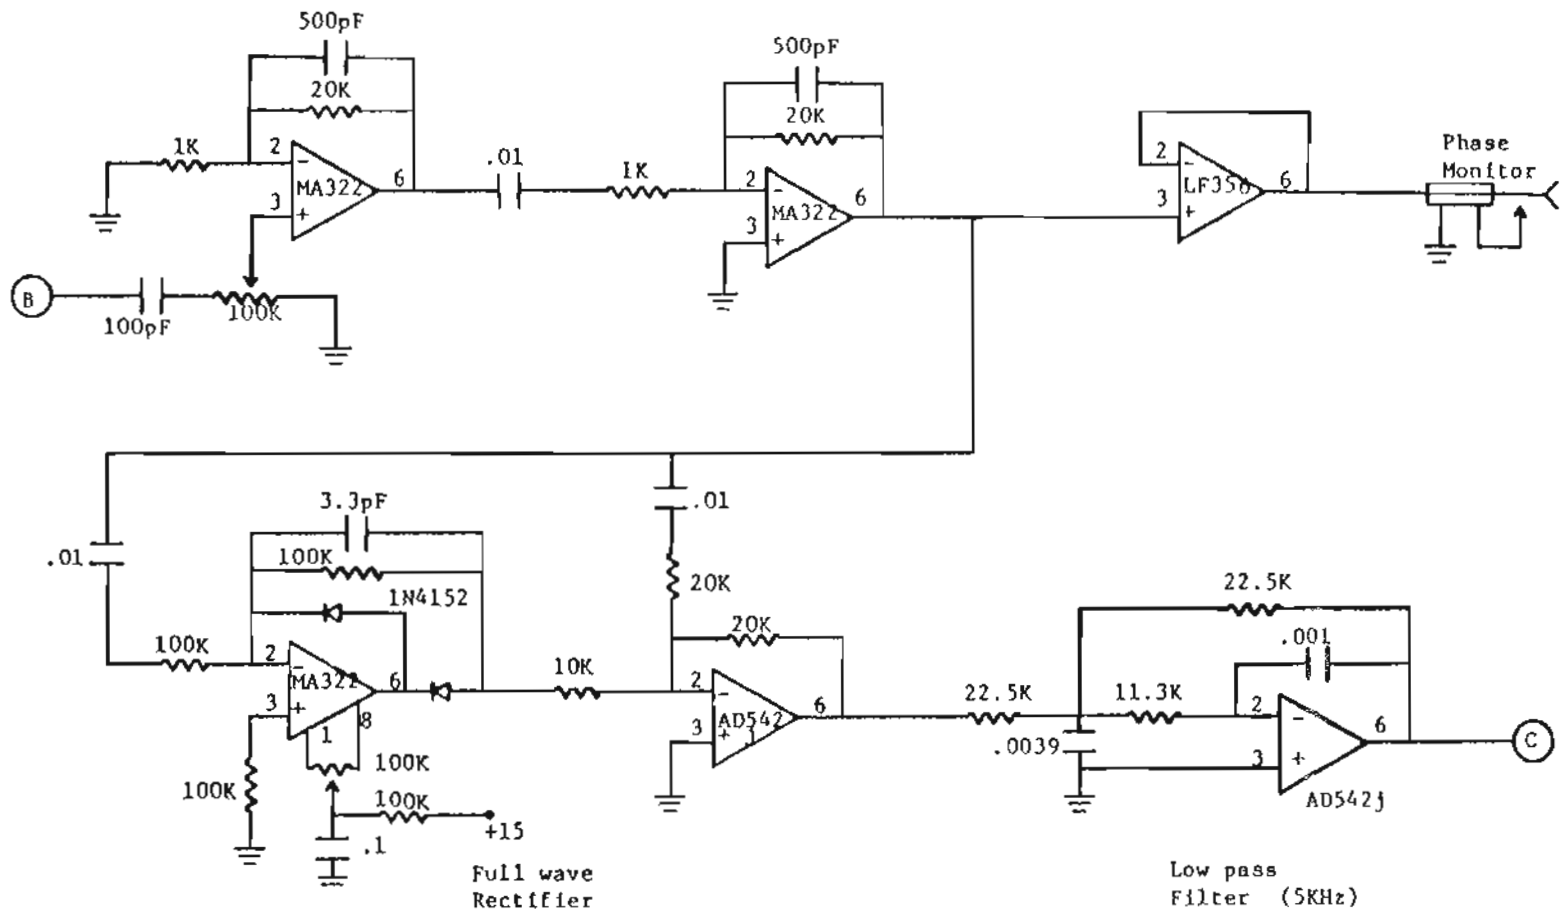 500pF
20K
1K
2
-
MA322
6
3
+
B
100pF
100K
.01
1K
500pF
20K
2
-
MA322
6
3
+
2
-
LF356
6
3
+
Phase
Monitor
.01
3.3pF
100K
1N4152
100K
2
-
MA322
6
3
+
8
1
100K
100K
100K
+15
.1
.01
20K
20K
10K
2
-
AD542
6
3
+
J
22.5K
.0039
11.3K
22.5K
.001
2
-
6
3
+
AD542j
C
Full wave
Rectifier
Low pass
Filter (5KHz)